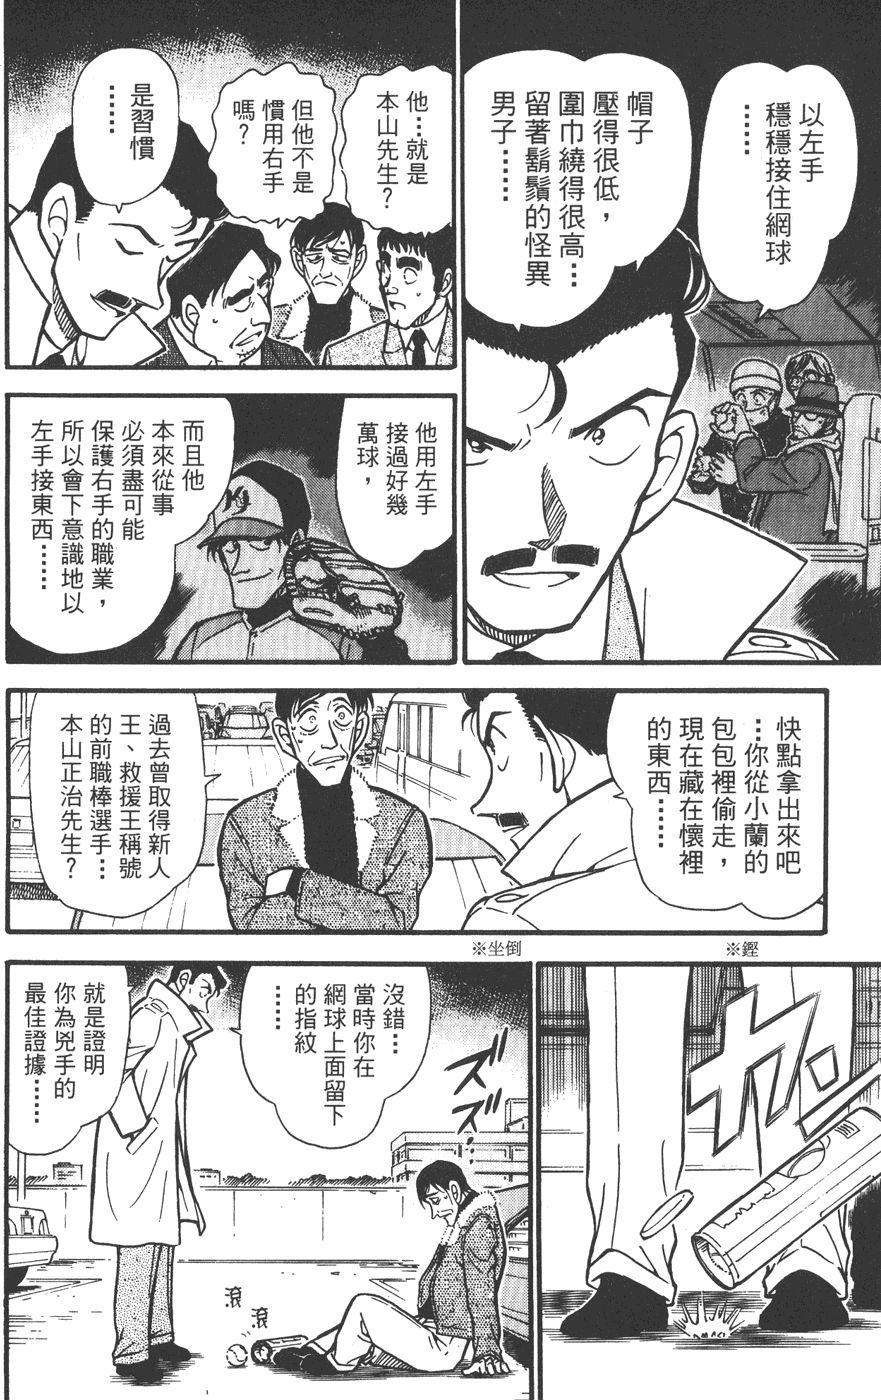 以左手
穩穩接住網球
……
帽子
壓得很低，
圍巾繞得很高…
留著鬍鬚的怪異
男子……
他…就是
本山先生？
但他不是
慣用右手
嗎？
是習慣
……
他用左手
接過好幾
萬球，
而且他
本來從事
必須盡可能
保護右手的職業，
所以會下意識地以
左手接東西……
快點拿出來吧
…你從小蘭的
包包裡偷走，
現在藏在懷裡
的東西……
過去曾取得新人
王、救援王稱號
的前職棒選手…
本山正治先生？
※鏗
カン
※坐倒
ズズ…
沒錯…
當時你在
網球上面留下
的指紋
……
就是證明
你為兇手的
最佳證據……
滾
滾